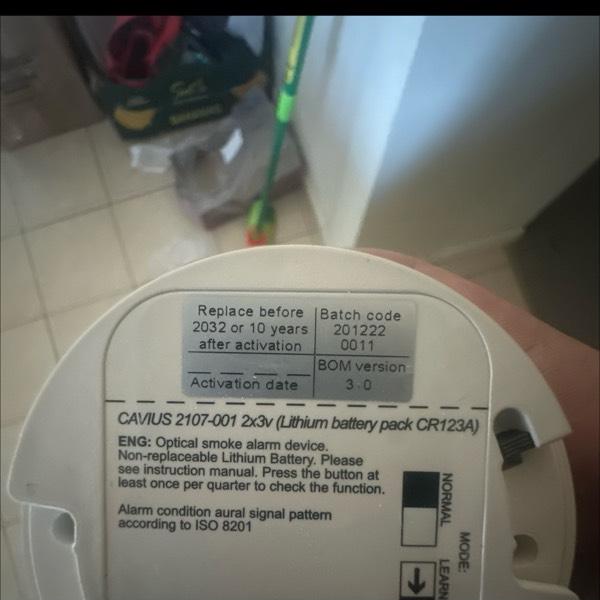 Replace before
2032 or 10 years
after activation
Activation date
Batch code
201222
0011
BOM version
3.0
CAVIUS 2107-001 2x3v (Lithium battery pack CR123A)
ENG: Optical smoke alarm device.
Non-replaceable Lithium Battery. Please
see instruction manual. Press the button at
least once per quarter to check the function.
Alarm condition aural signal pattern
according to ISO 8201
MODE:
NORMAL
LEARN